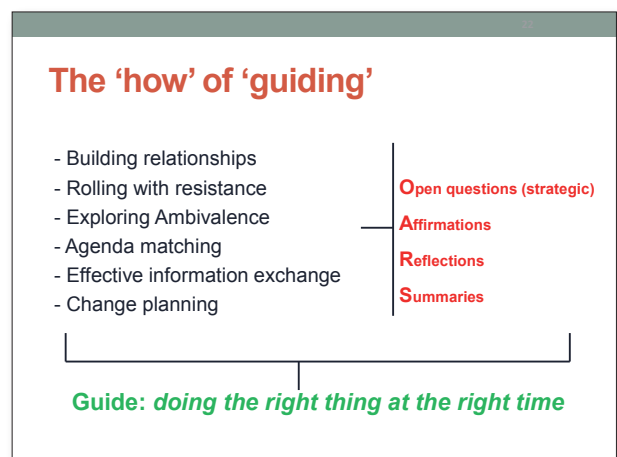 22
The 'how' of 'guiding'
- Building relationships
- Rolling with resistance
- Exploring Ambivalence
- Agenda matching
- Effective information exchange
- Change planning
Open questions (strategic)
Affirmations
Reflections
Summaries
Guide: doing the right thing at the right time